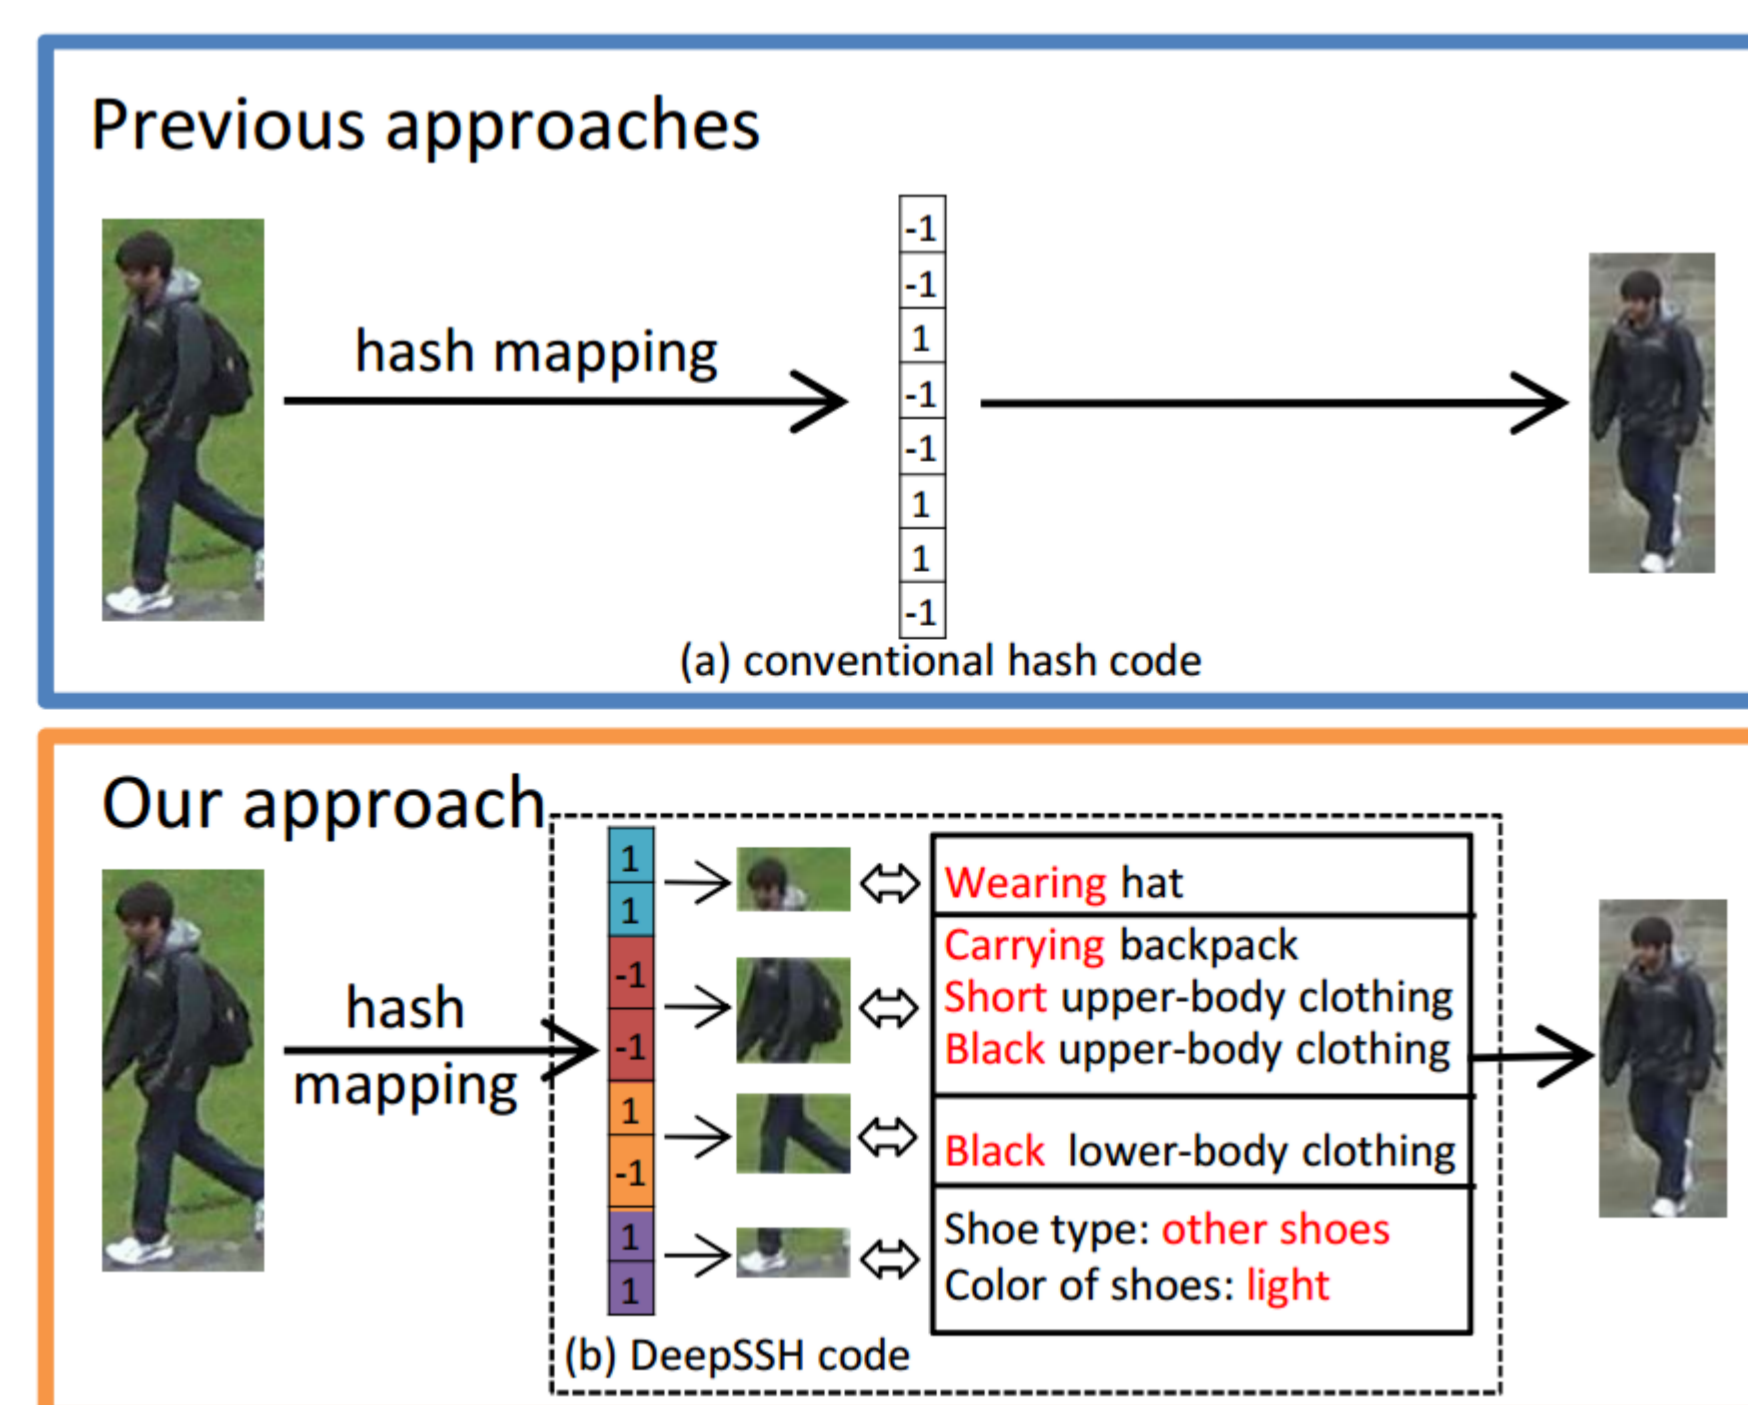 Previous approaches
hash mapping
-1
-1
1
-1
-1
1
1
-1
(a) conventional hash code
Our approach
hash
mapping
1
1
-1
-1
1
-1
1
1
Wearing hat
Carrying backpack
Short upper-body clothing
Black upper-body clothing
Black lower-body clothing
Shoe type: other shoes
Color of shoes: light
(b) DeepSSH code